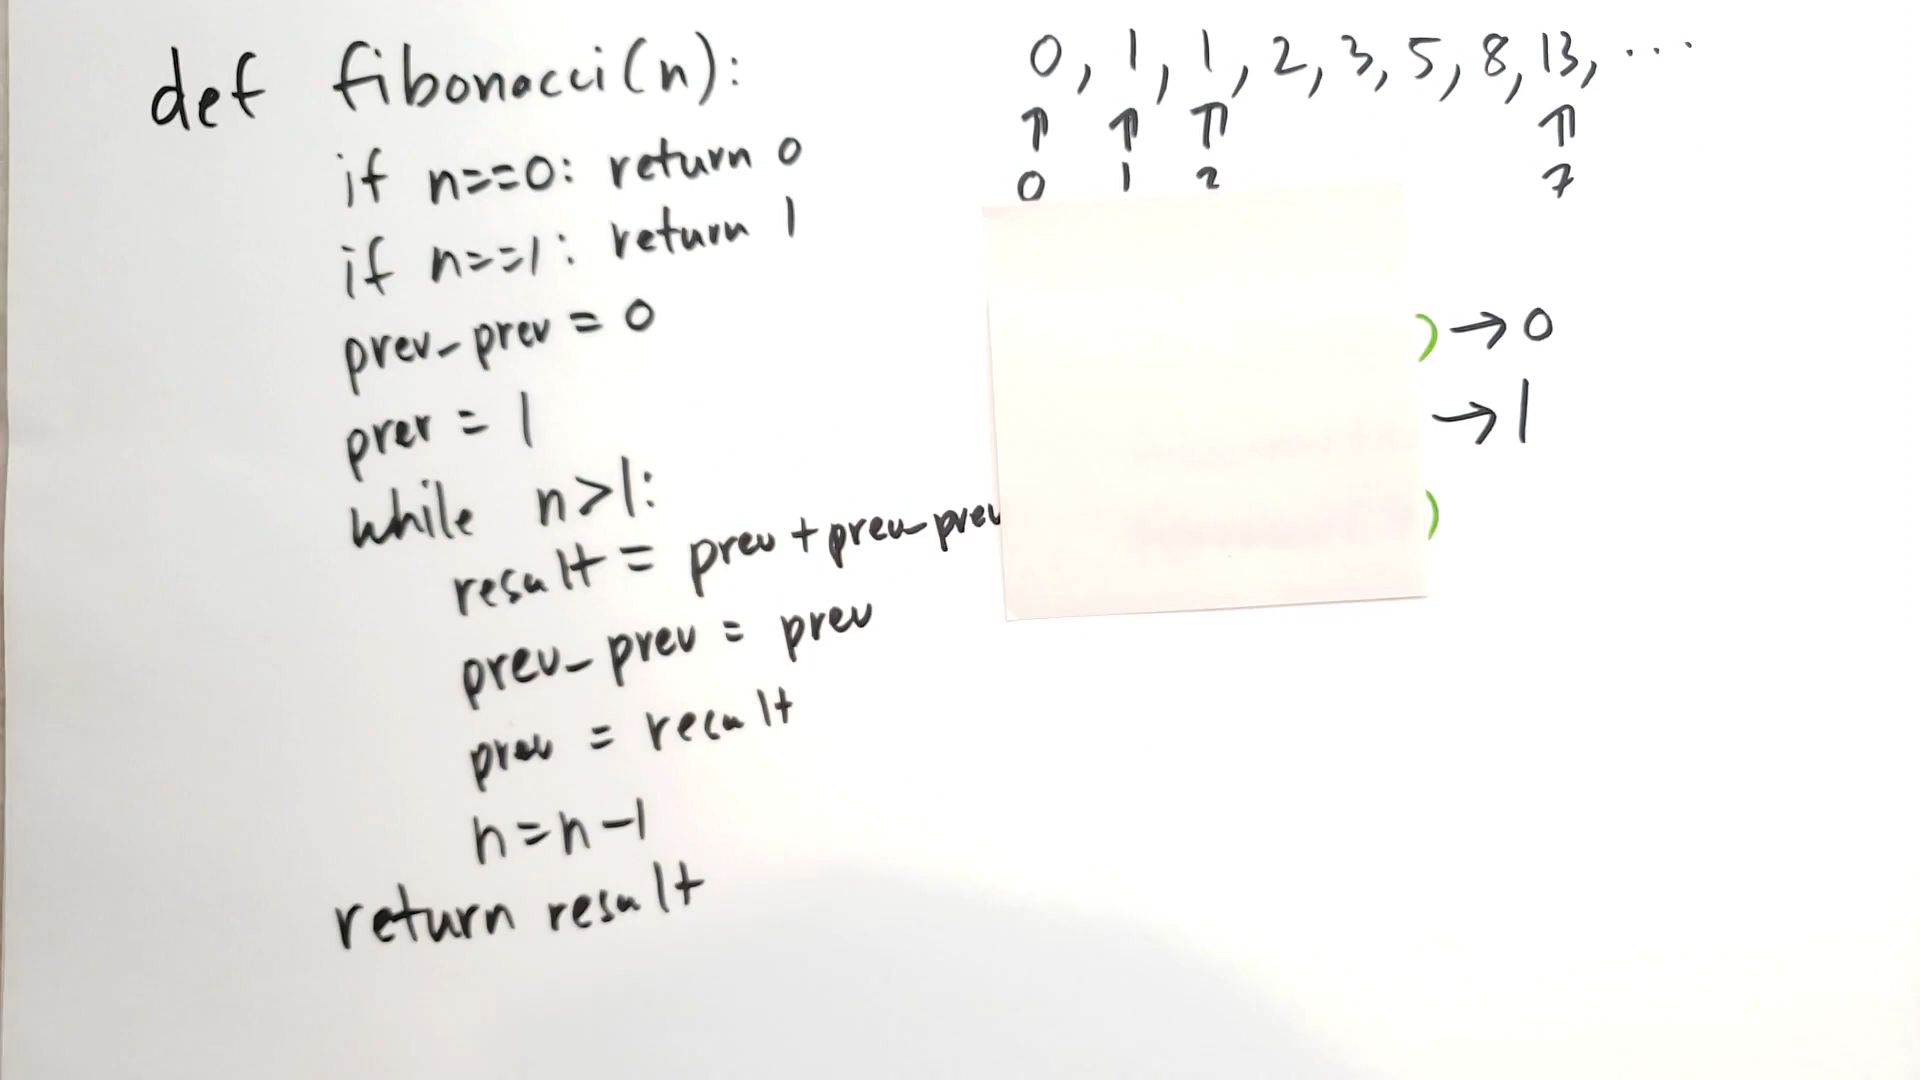 def fibonacci(n):
if n==0: return 0
if n==1: return 1
prev_prev = 0
prev = 1
while n>1:
result = prev + prev_prev
prev_prev = prev
prev = result
n=n-1
return result
0, 1, 1, 2, 3, 5, 8, 13, ...
↑ ↑ ↑ ↑
0 1 2 7
) → 0
→ 1
)